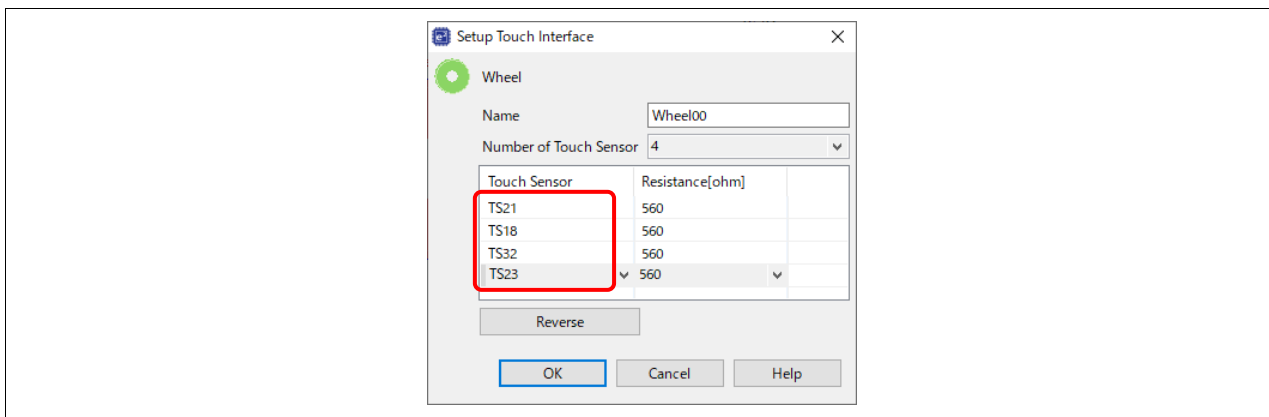 Setup Touch Interface
Wheel
Name Wheel00
Number of Touch Sensor 4
Touch Sensor Resistance[ohm]
TS21 560
TS18 560
TS32 560
TS23 560
Reverse
OK Cancel Help